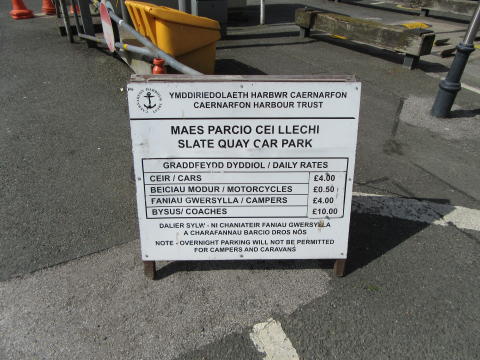 YMDDIRIEDOLAETH HARBWR CAERNARFON
CAERNARFON HARBOUR TRUST
MAES PARCIO CEI LLECHI
SLATE QUAY CAR PARK
GRADDFEYDD DYDDIOL / DAILY RATES
CEIR / CARS £4.00
BEICIAU MODUR / MOTORCYCLES £0.50
FANIAU GWERSYLLA / CAMPERS £4.00
BYSUS/ COACHES £10.00
DALIER SYLW - NI CHANIATEIR FANIAU GWERSYLLA
A CHARAFANNAU BARCIO DROS NÔS
NOTE - OVERNIGHT PARKING WILL NOT BE PERMITTED
FOR CAMPERS AND CARAVANS